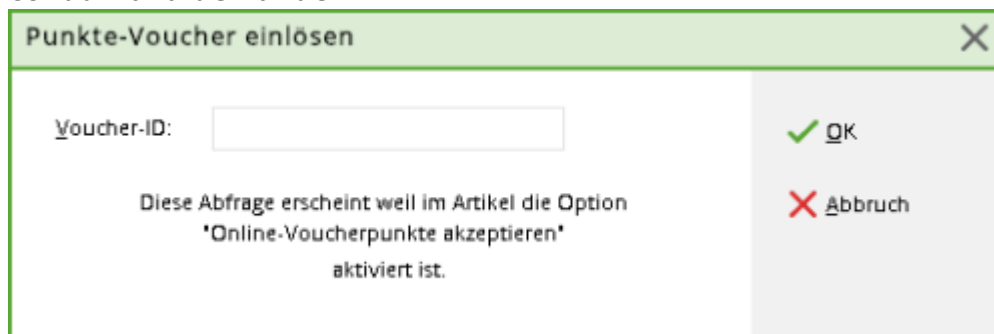 Punkte-Voucher einlösen
Voucher-ID:
OK
Diese Abfrage erscheint weil im Artikel die Option
"Online-Voucherpunkte akzeptieren"
aktiviert ist.
Abbruch